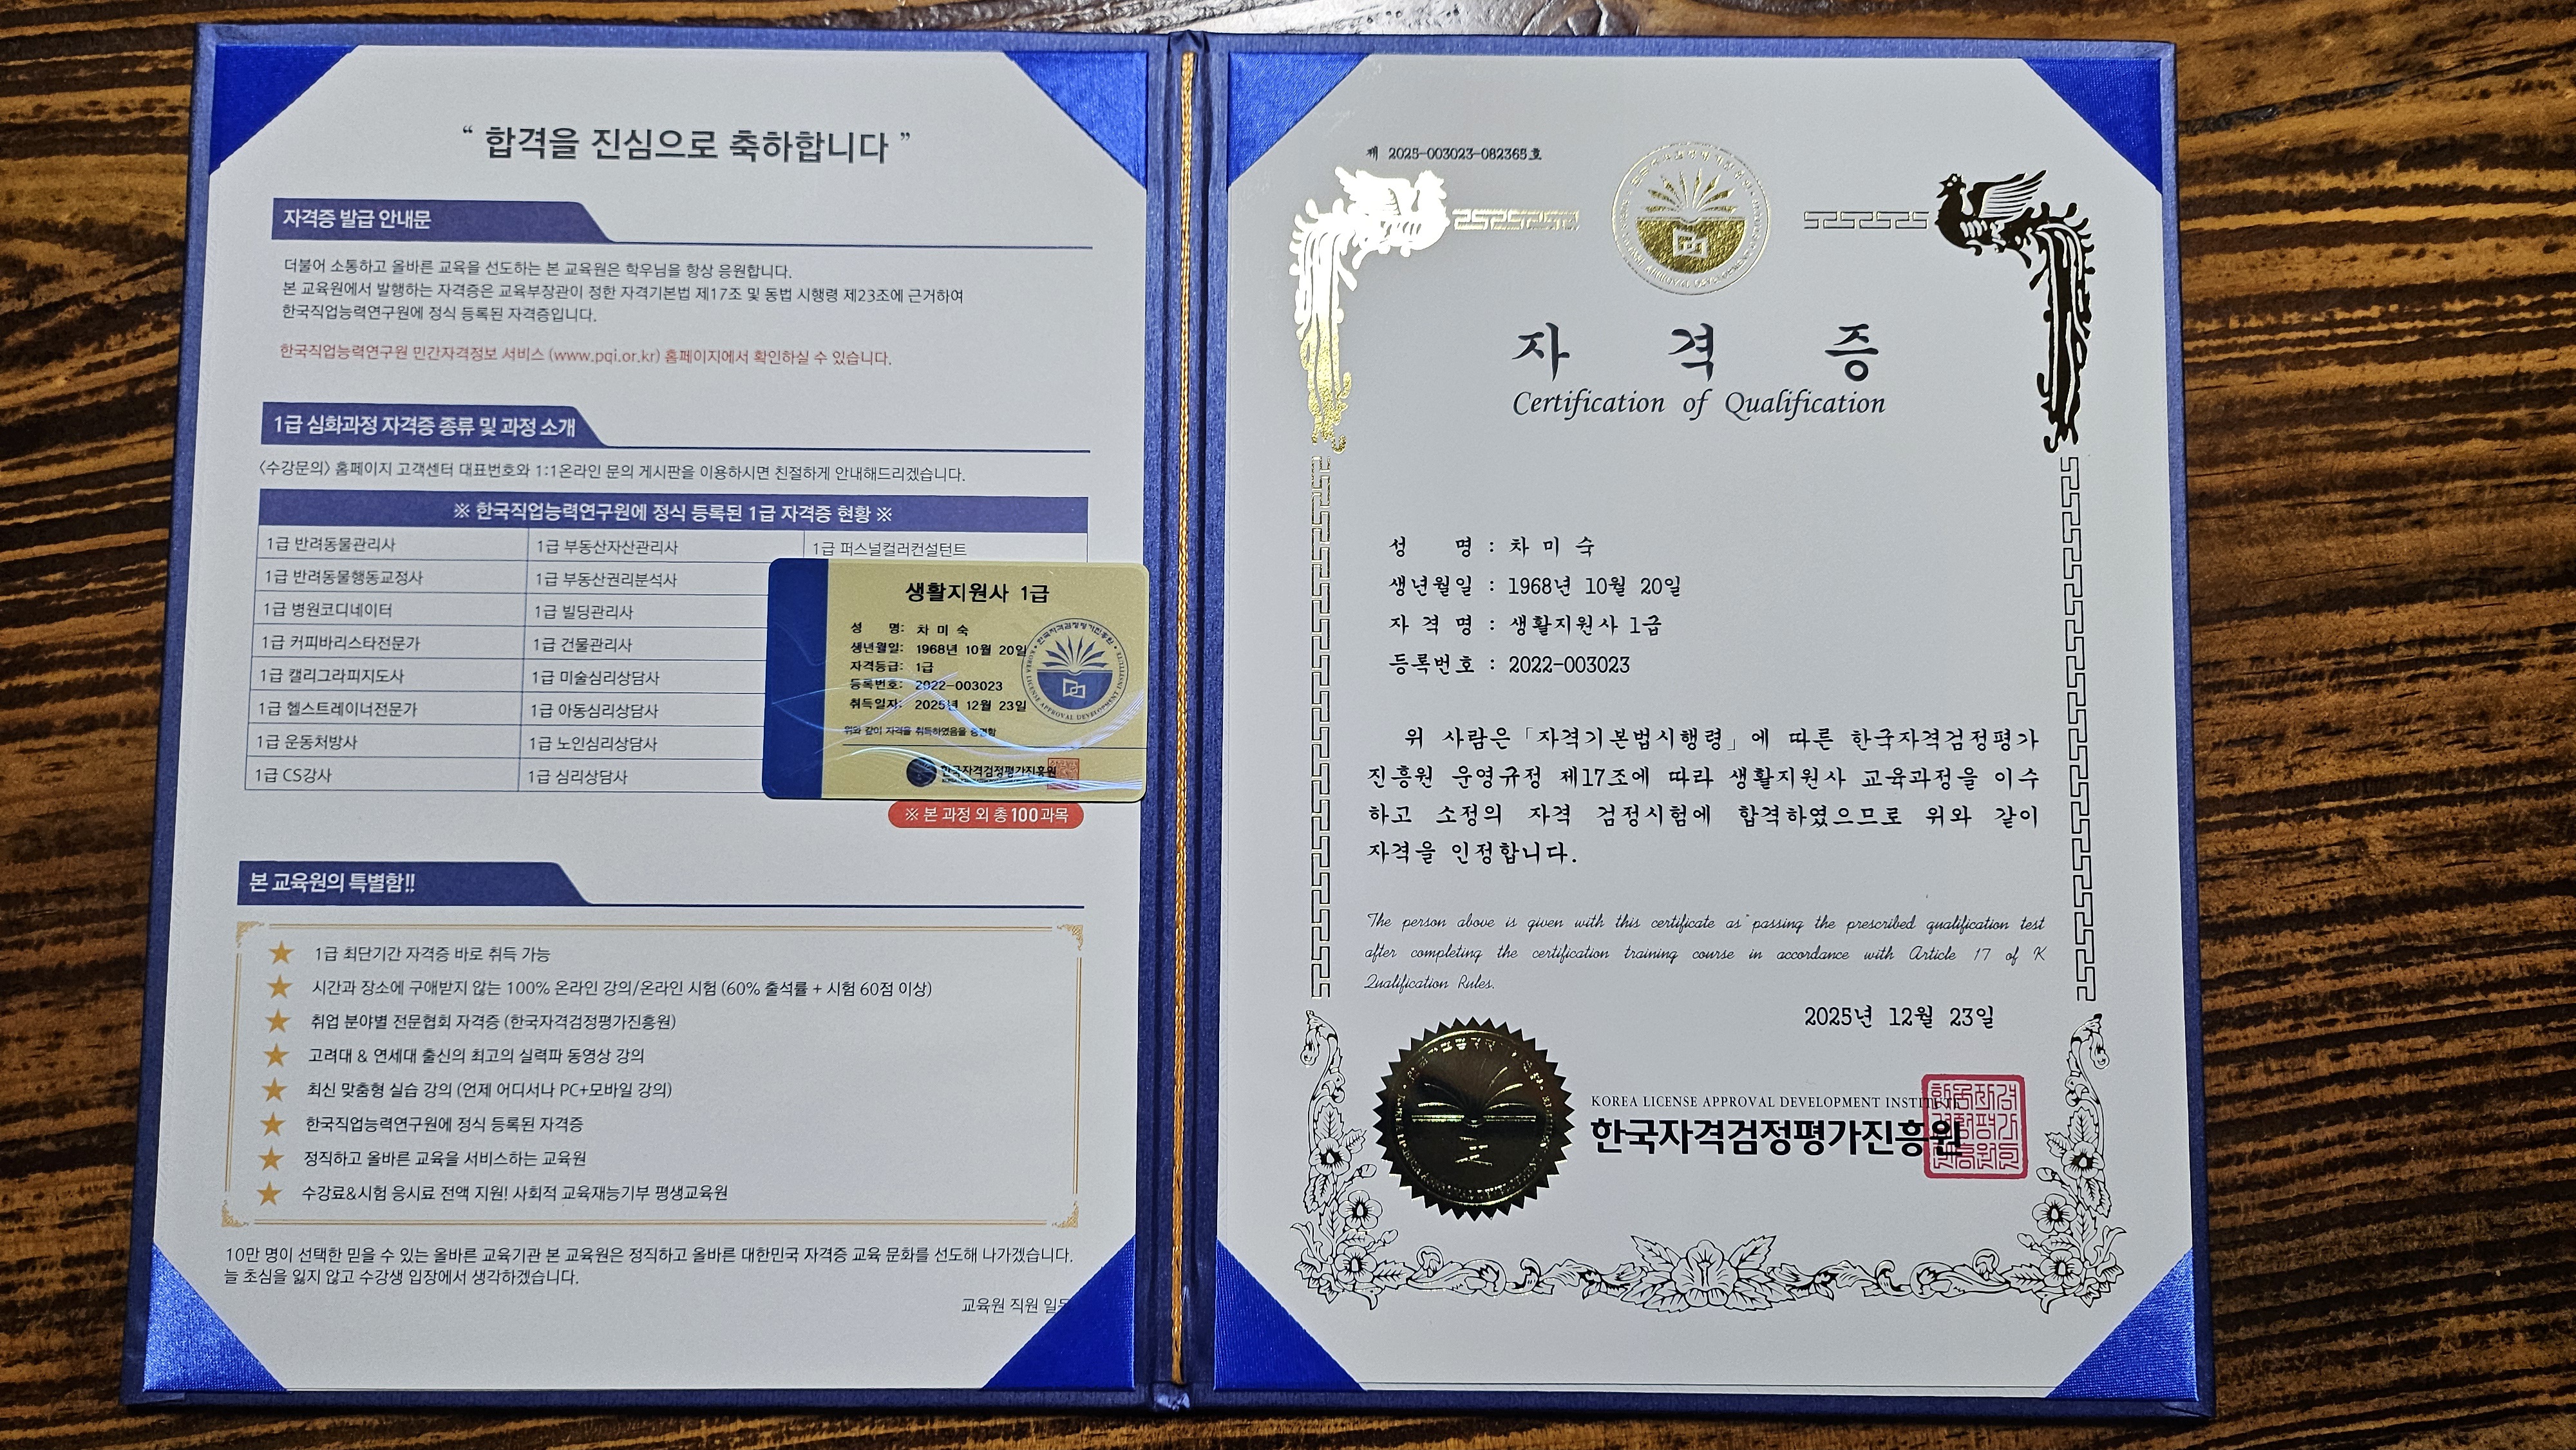 “ 합격을 진심으로 축하합니다 ”
자격증 발급 안내문
더불어 소통하고 올바른 교육을 선도하는 본 교육원은 학우님을 항상 응원합니다.
본 교육원에서 발행하는 자격증은 교육부장관이 정한 자격기본법 제17조 및 동법 시행령 제23조에 근거하여
한국직업능력연구원에 정식 등록된 자격증입니다.
한국직업능력연구원 민간자격정보 서비스 (www.pqi.or.kr) 홈페이지에서 확인하실 수 있습니다.
1급 심화과정 자격증 종류 및 과정 소개
<수강문의> 홈페이지 고객센터 대표번호와 1:1온라인 문의 게시판을 이용하시면 친절하게 안내해드리겠습니다.
※ 한국직업능력연구원에 정식 등록된 1급 자격증 현황 ※
1급 반려동물관리사 1급 부동산자산관리사 1급 퍼스널컬러컨설턴트
1급 반려동물행동교정사 1급 부동산권리분석사
1급 병원코디네이터 1급 빌딩관리사
1급 커피바리스타전문가 1급 건물관리사
1급 캘리그라피지도사 1급 미술심리상담사
1급 헬스트레이너전문가 1급 아동심리상담사
1급 운동처방사 1급 노인심리상담사
1급 CS강사 1급 심리상담사
생활지원사 1급
성 명: 차 미 숙
생년월일: 1968년 10월 20일
자격등급: 1급
등록번호: 2022-003023
취득일자: 2025년 12월 23일
위와 같이 자격을 취득하였음을 증명함
한국자격검정평가진흥원
※ 본 과정 외 총 100과목
본 교육원의 특별함!!
1급 최단기간 자격증 바로 취득 가능
시간과 장소에 구애받지 않는 100% 온라인 강의/온라인 시험 (60% 출석률 + 시험 60점 이상)
취업 분야별 전문협회 자격증 (한국자격검정평가진흥원)
고려대 & 연세대 출신의 최고의 실력파 동영상 강의
최신 맞춤형 실습 강의 (언제 어디서나 PC+모바일 강의)
한국직업능력연구원에 정식 등록된 자격증
정직하고 올바른 교육을 서비스하는 교육원
수강료&시험 응시료 전액 지원! 사회적 교육재능기부 평생교육원
10만 명이 선택한 믿을 수 있는 올바른 교육기관 본 교육원은 정직하고 올바른 대한민국 자격증 교육 문화를 선도해 나가겠습니다.
늘 초심을 잃지 않고 수강생 입장에서 생각하겠습니다.
교육원 직원
제 2025-003023-082365호
자 격 증
Certification of Qualification
성 명 : 차 미 숙
생년월일 : 1968년 10월 20일
자 격 명 : 생활지원사 1급
등록번호 : 2022-003023
위 사람은 「자격기본법시행령」에 따른 한국자격검정평가
진흥원 운영규정 제17조에 따라 생활지원사 교육과정을 이수
하고 소정의 자격 검정시험에 합격하였으므로 위와 같이
자격을 인정합니다.
The person above is given with this certificate as passing the prescribed qualification test
after completing the certification training course in accordance with Article 17 of K
Qualification Rules.
2025년 12월 23일
KOREA LICENSE APPROVAL DEVELOPMENT INSTITUTE
한국자격검정평가진흥원